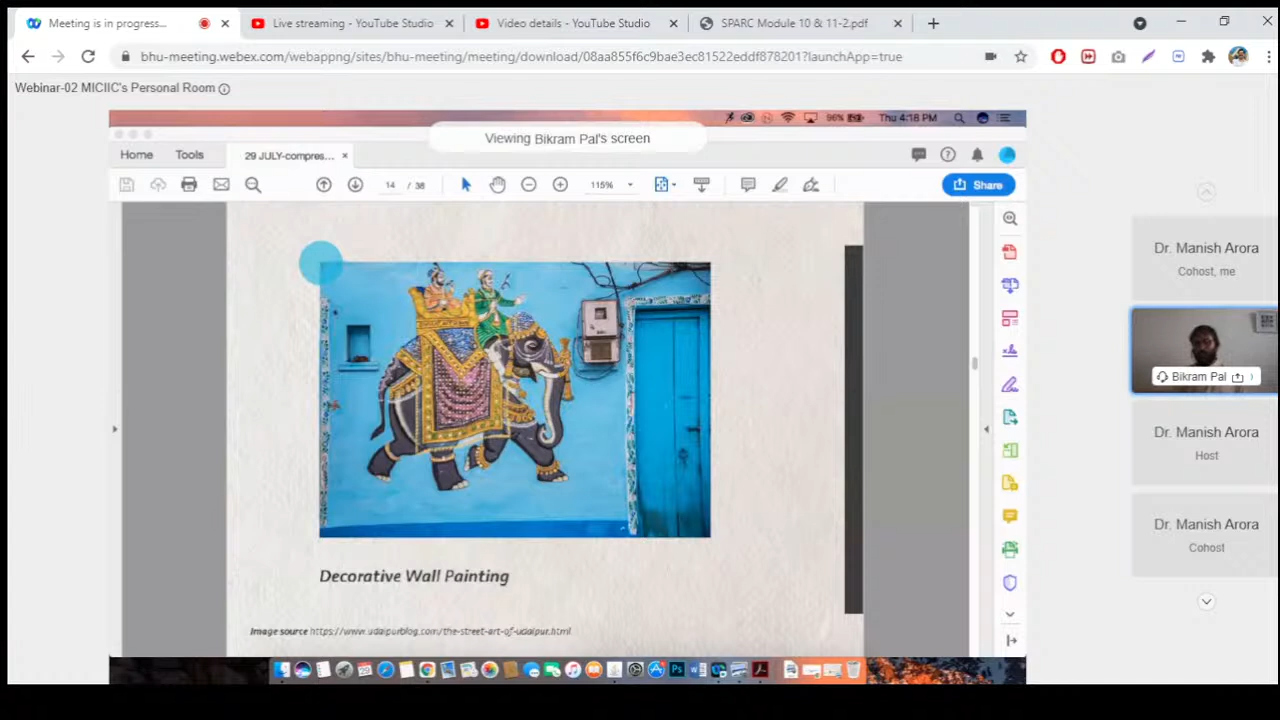 Meeting is in progress...
Live streaming - YouTube Studio
Video details - YouTube Studio
SPARC Module 10 & 11-2.pdf
bhu-meeting.webex.com/webappng/sites/bhu-meeting/meeting/download/08aa855f6c9bae3ec81522eddf878201?launchApp=true
Webinar-02 MICIIC's Personal Room
96% Thu 4:18 PM
Viewing Bikram Pal's screen
Home Tools 29 JULY-compres...
14 / 38 115% Share
Dr. Manish Arora
Cohost, me
Bikram Pal
Dr. Manish Arora
Host
Dr. Manish Arora
Cohost
Decorative Wall Painting
Image source https://www.udaipurblog.com/the-street-art-of-udaipur.html